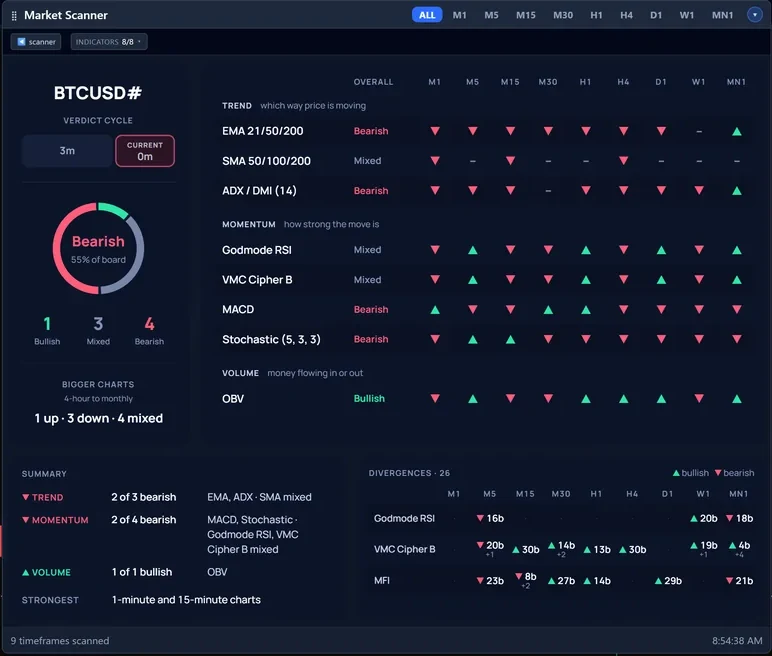 Market Scanner ALL M1 M5 M15 M30 H1 H4 D1 W1 MN1
scanner INDICATORS 8/8
BTCUSD#
VERDICT CYCLE
3m
CURRENT
0m
Bearish
55% of board
1 3 4
Bullish Mixed Bearish
BIGGER CHARTS
4-hour to monthly
1 up · 3 down · 4 mixed
OVERALL M1 M5 M15 M30 H1 H4 D1 W1 MN1
TREND which way price is moving
EMA 21/50/200 Bearish ▼ ▼ ▼ ▼ ▼ ▼ ▼ – ▲
SMA 50/100/200 Mixed ▼ – ▼ – – ▼ – – –
ADX / DMI (14) Bearish ▼ ▼ ▼ – ▼ ▼ ▼ ▼ ▲
MOMENTUM how strong the move is
Godmode RSI Mixed ▼ ▲ ▼ ▼ ▲ ▼ ▲ ▼ ▲
VMC Cipher B Mixed ▼ ▲ ▼ ▼ ▲ ▼ ▲ ▼ ▲
MACD Bearish ▲ ▼ ▼ ▲ ▲ ▼ ▼ ▼ ▼
Stochastic (5, 3, 3) Bearish ▼ ▲ ▲ ▼ ▼ ▼ ▼ ▼ ▼
VOLUME money flowing in or out
OBV Bullish ▼ ▲ ▼ ▼ ▲ ▲ ▲ ▼ ▲
SUMMARY
▼ TREND 2 of 3 bearish EMA, ADX · SMA mixed
▼ MOMENTUM 2 of 4 bearish MACD, Stochastic ·
Godmode RSI, VMC
Cipher B mixed
▲ VOLUME 1 of 1 bullish OBV
STRONGEST 1-minute and 15-minute charts
DIVERGENCES · 26 ▲ bullish ▼ bearish
M1 M5 M15 M30 H1 H4 D1 W1 MN1
Godmode RSI ▼ 16b ▲ 20b ▼ 18b
VMC Cipher B ▼ 20b ▲ 30b ▲ 14b ▲ 13b ▲ 30b ▲ 19b ▲ 4b
+1 +2 +1 +4
MFI ▼ 23b ▼ 8b ▲ 27b ▲ 14b ▲ 29b ▼ 21b
+2
9 timeframes scanned 8:54:38 AM